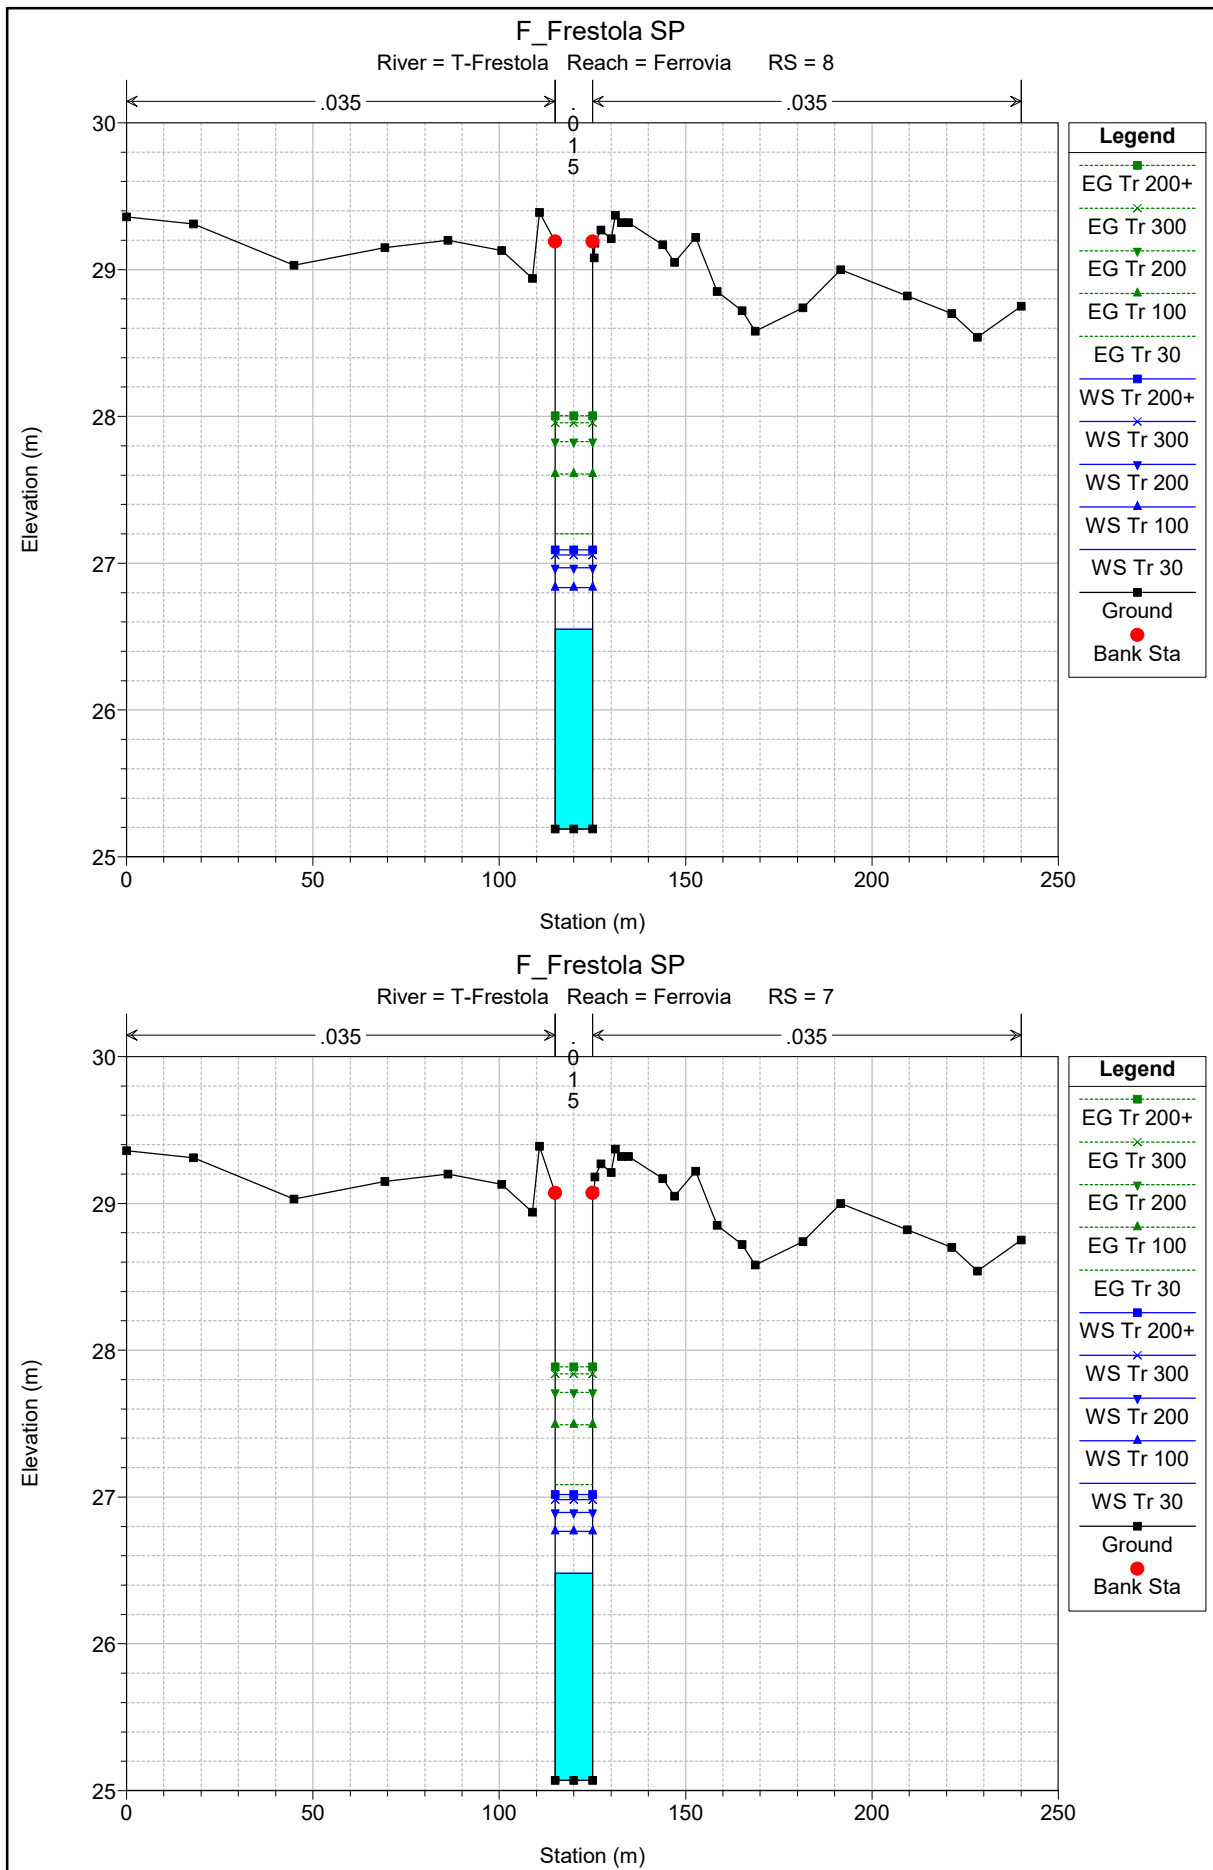 F_Frestola SP
River = T-Frestola Reach = Ferrovia RS = 8
.035
.015
.035
30
29
28
27
26
25
Elevation (m)
0
50
100
150
200
250
Station (m)
Legend
EG Tr 200+
EG Tr 300
EG Tr 200
EG Tr 100
EG Tr 30
WS Tr 200+
WS Tr 300
WS Tr 200
WS Tr 100
WS Tr 30
Ground
Bank Sta
F_Frestola SP
River = T-Frestola Reach = Ferrovia RS = 7
.035
.015
.035
30
29
28
27
26
25
Elevation (m)
0
50
100
150
200
250
Station (m)
Legend
EG Tr 200+
EG Tr 300
EG Tr 200
EG Tr 100
EG Tr 30
WS Tr 200+
WS Tr 300
WS Tr 200
WS Tr 100
WS Tr 30
Ground
Bank Sta